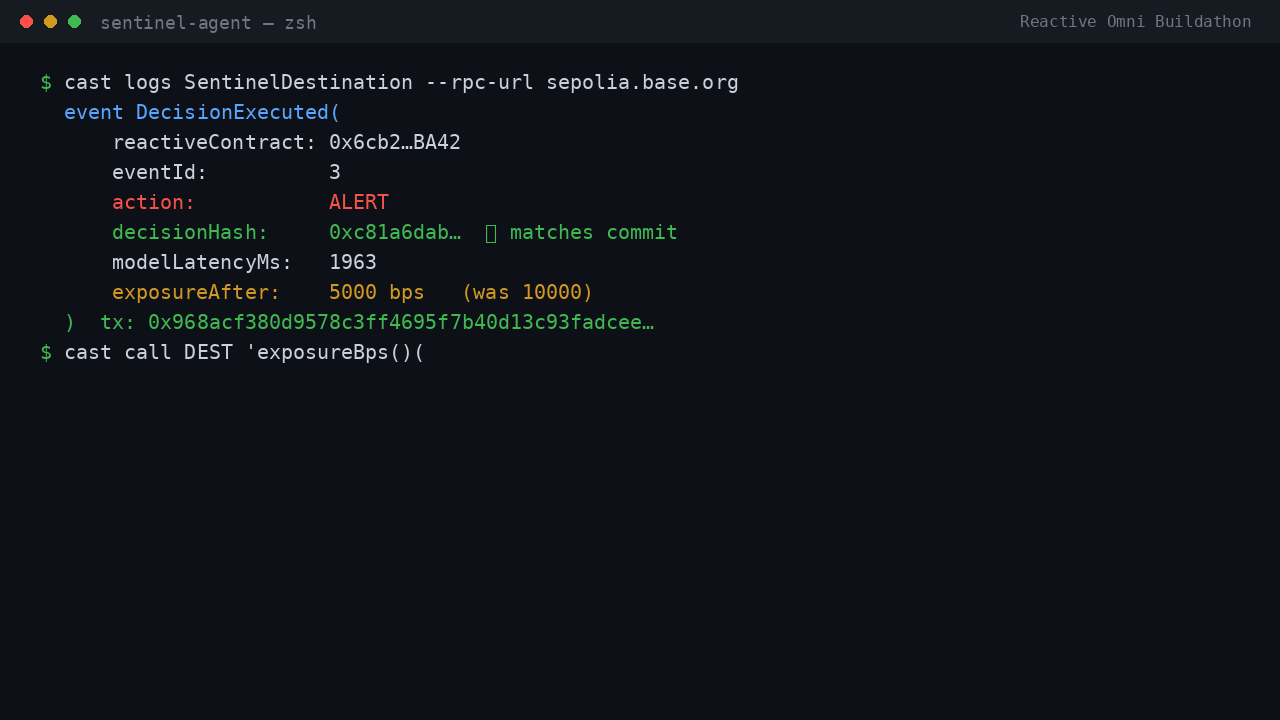 sentinel-agent — zsh
Reactive Omni Buildathon
$ cast logs SentinelDestination --rpc-url sepolia.base.org
event DecisionExecuted(
reactiveContract: 0x6cb2…BA42
eventId: 3
action: ALERT
decisionHash: 0xc81a6dab… ▯ matches commit
modelLatencyMs: 1963
exposureAfter: 5000 bps (was 10000)
) tx: 0x968acf380d9578c3ff4695f7b40d13c93fadcee…
$ cast call DEST 'exposureBps()(